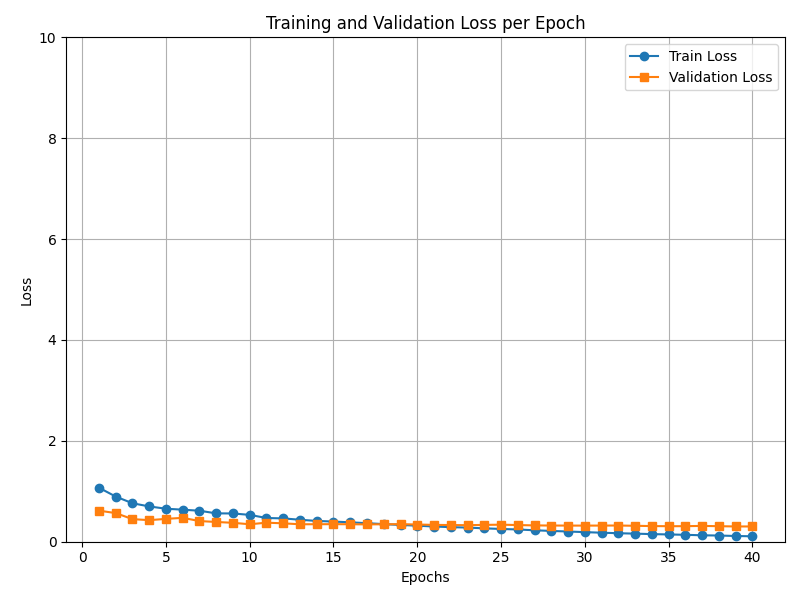 Training and Validation Loss per Epoch
Train Loss
Validation Loss
Loss
10
8
6
4
2
0
0 5 10 15 20 25 30 35 40
Epochs